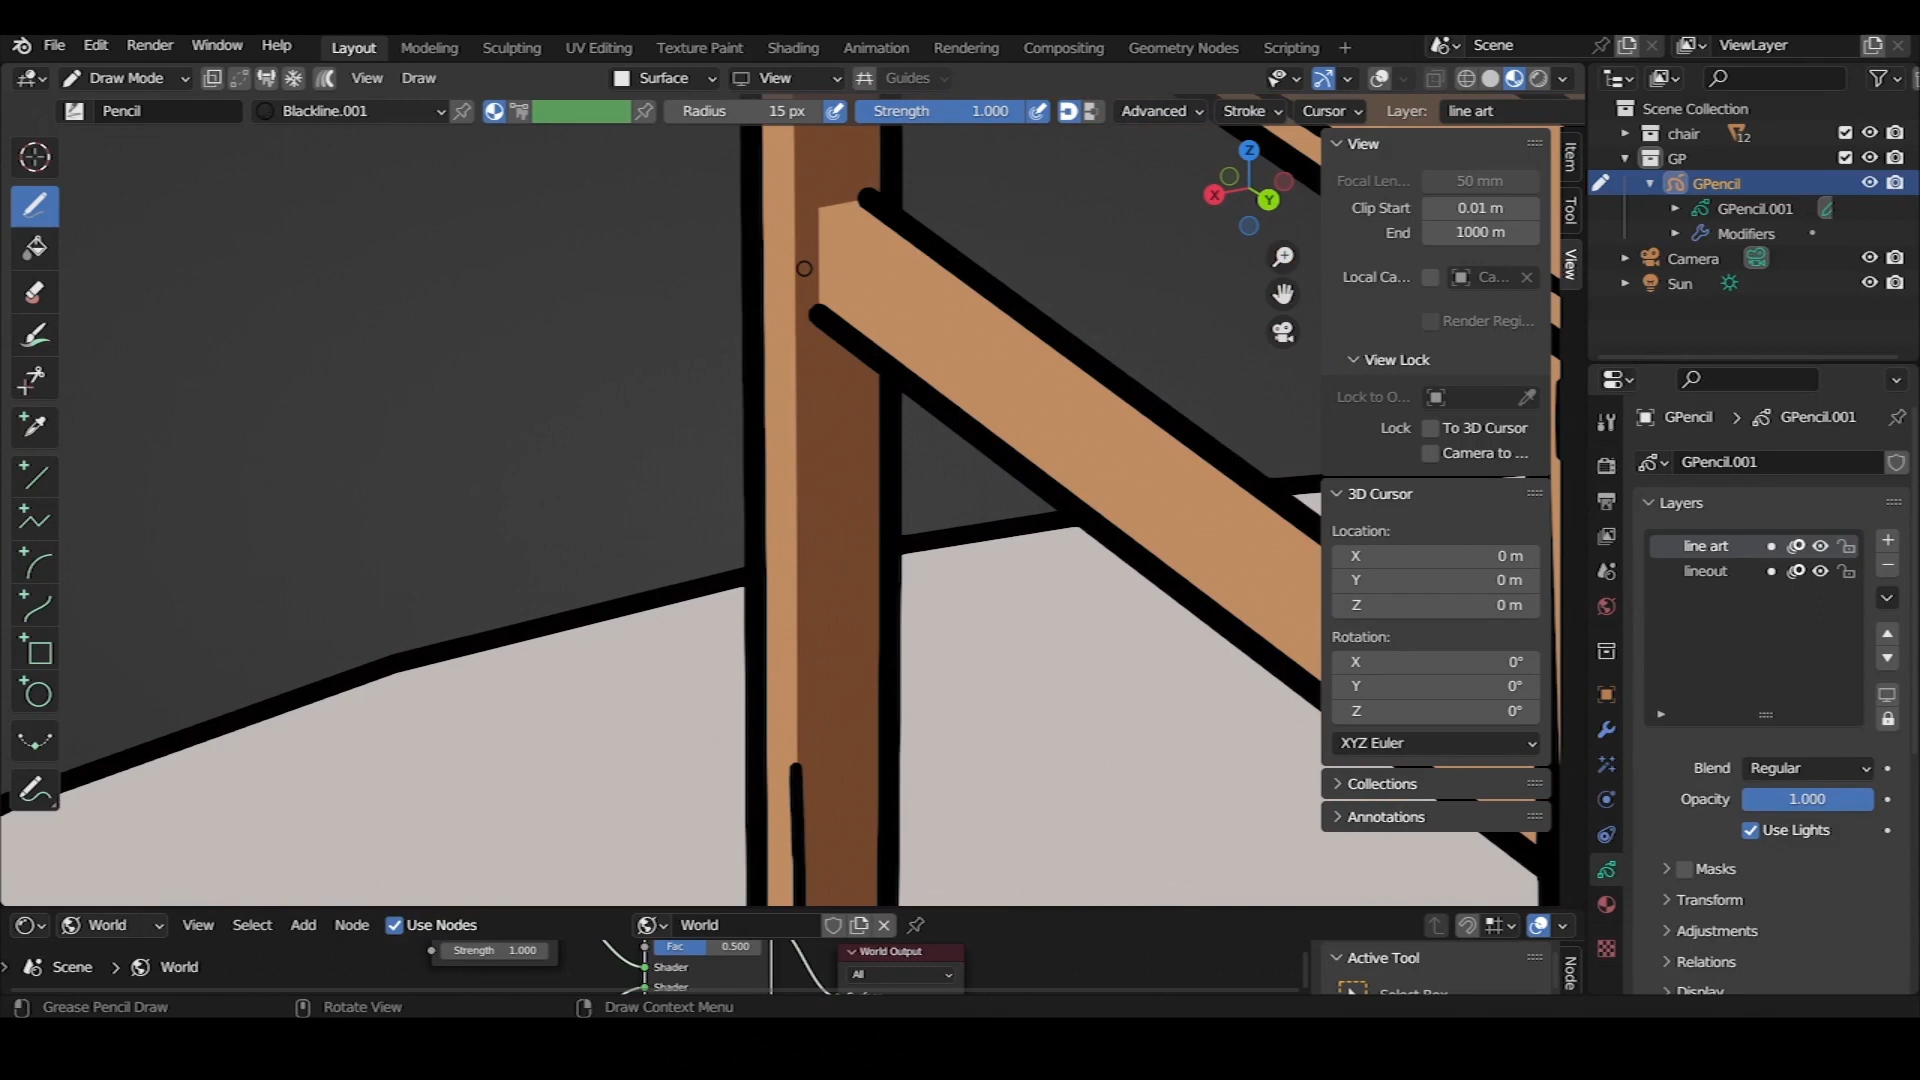 File Edit Render Window Help Layout Modeling Sculpting UV Editing Texture Paint Shading Animation Rendering Compositing Geometry Nodes Scripting + Scene ViewLayer
Draw Mode View Draw Surface View Guides
Pencil Blackline.001 Radius 15 px Strength 1.000 Advanced Stroke Cursor Layer: line art
Z
X
Y
View
Focal Len... 50 mm
Clip Start 0.01 m
End 1000 m
Local Ca... Ca...
Render Regi...
View Lock
Lock to O...
Lock To 3D Cursor
Camera to ...
3D Cursor
Location:
X 0 m
Y 0 m
Z 0 m
Rotation:
X 0°
Y 0°
Z 0°
XYZ Euler
Collections
Annotations
Item
Tool
View
Scene Collection
chair 12
GP
GPencil
GPencil.001
Modifiers
Camera
Sun
GPencil GPencil.001
GPencil.001
Layers
line art
lineout
Blend Regular
Opacity 1.000
Use Lights
Masks
Transform
Adjustments
Relations
Display
World View Select Add Node Use Nodes World
Strength 1.000
Scene World
Fac 0.500
Shader
Shader
World Output
All
Active Tool
Select Box
Node
Grease Pencil Draw Rotate View Draw Context Menu